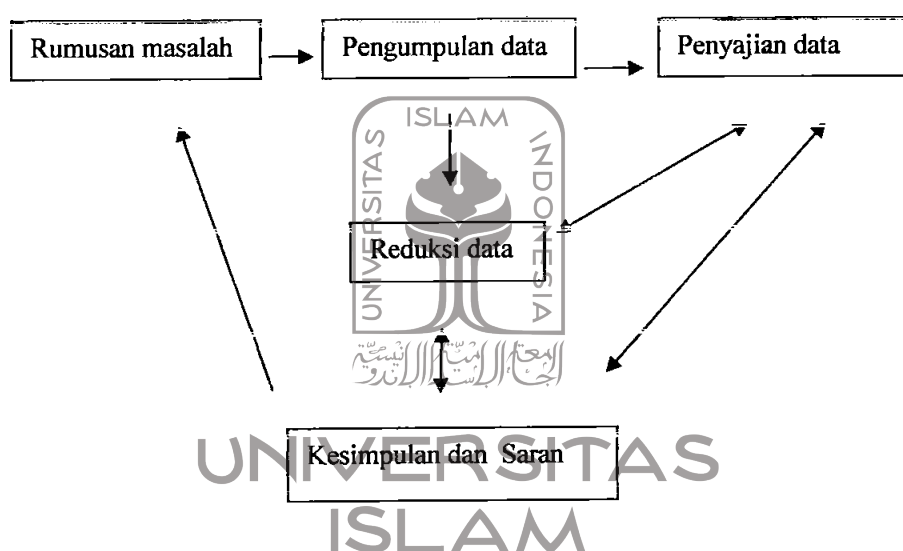 Rumusan masalah
Pengumpulan data
Penyajian data
ISLAM
UNIVERSITAS
INDONESIA
Reduksi data
Kesimpulan dan Saran
UNIVERSITAS
ISLAM